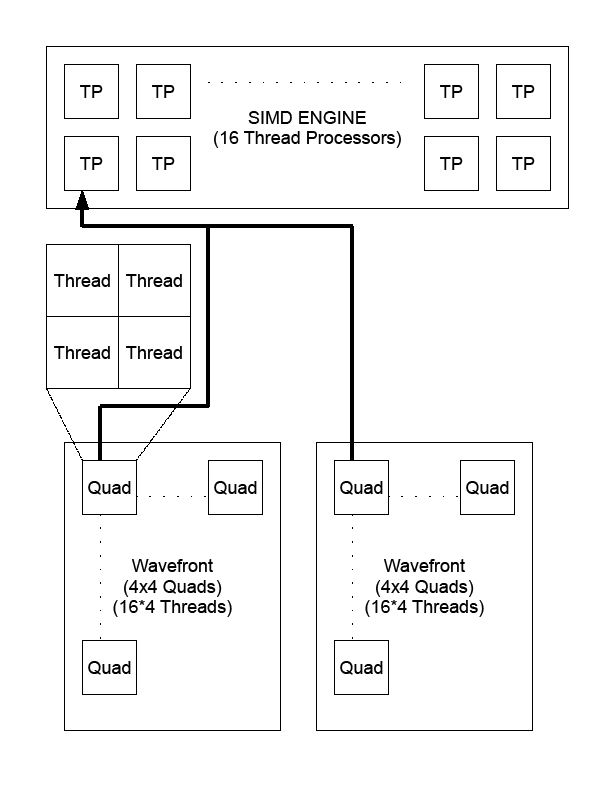 TP TP TP TP
SIMD ENGINE
(16 Thread Processors)
TP TP TP TP
Thread Thread
Thread Thread
Quad Quad Quad Quad
Wavefront
(4x4 Quads)
(16*4 Threads)
Wavefront
(4x4 Quads)
(16*4 Threads)
Quad Quad